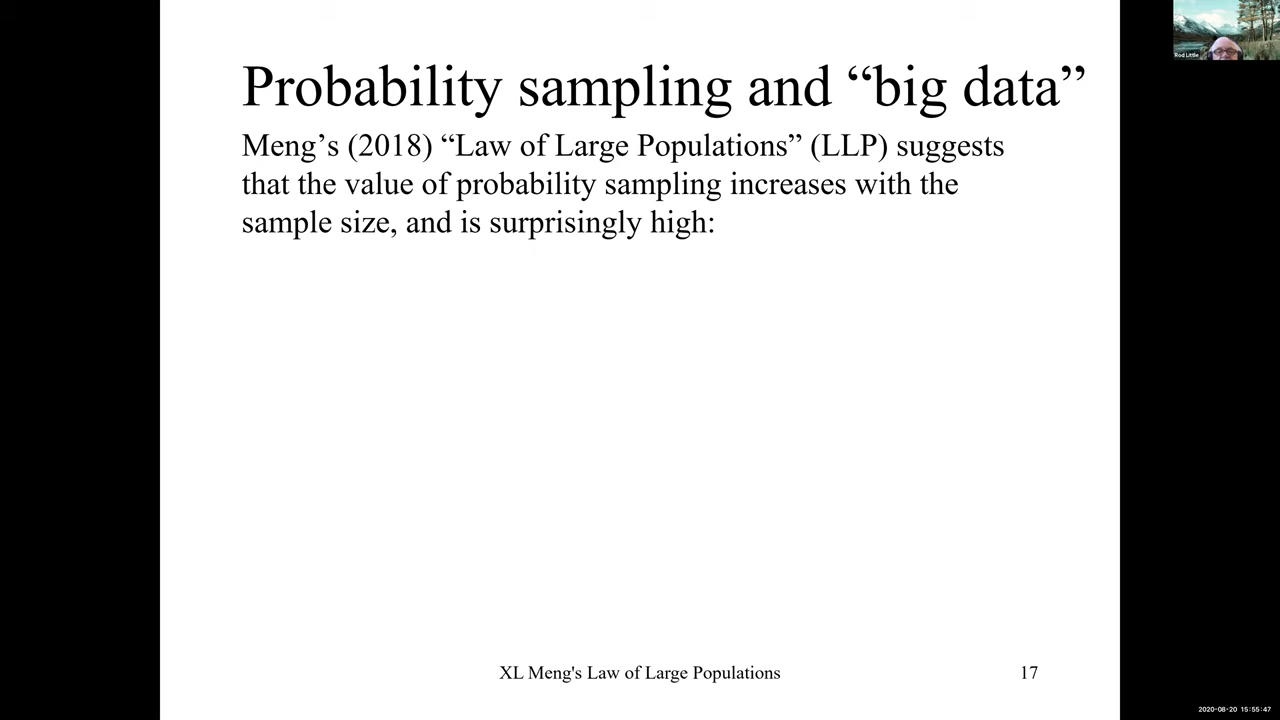 Probability sampling and “big data”
Meng’s (2018) “Law of Large Populations” (LLP) suggests
that the value of probability sampling increases with the
sample size, and is surprisingly high:
XL Meng's Law of Large Populations
17
Rod Little
2020-08-20 15:55:47